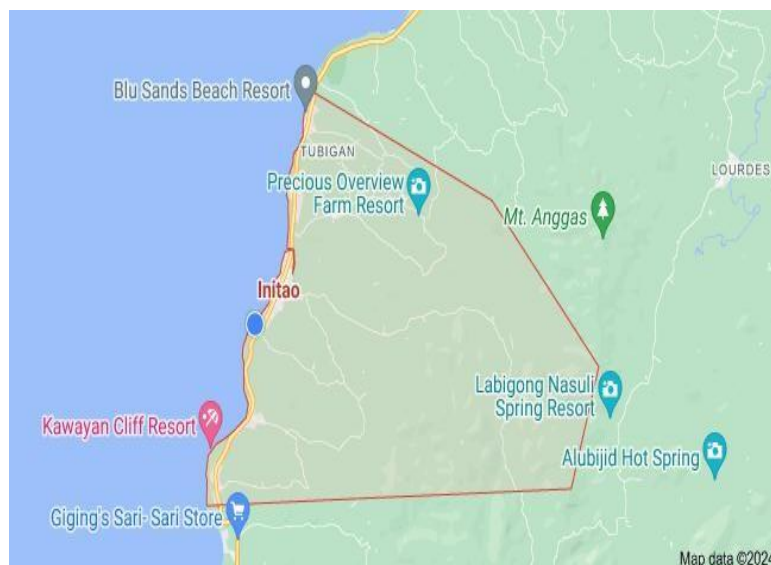 Blu Sands Beach Resort
TUBIGAN
LOURDES
Precious Overview
Farm Resort
Mt. Anggas
Initao
Labigong Nasuli
Spring Resort
Kawayan Cliff Resort
Alubijid Hot Spring
Giging's Sari- Sari Store
Map data ©2024